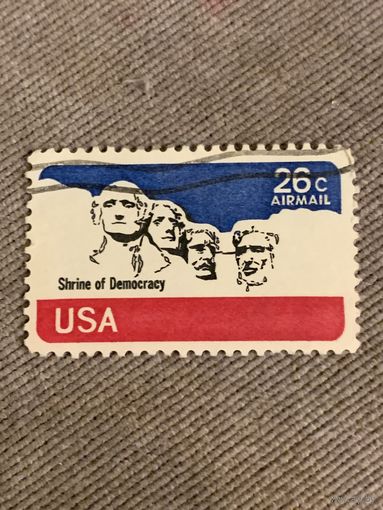 26c
AIRMAIL
Shrine of Democracy
USA